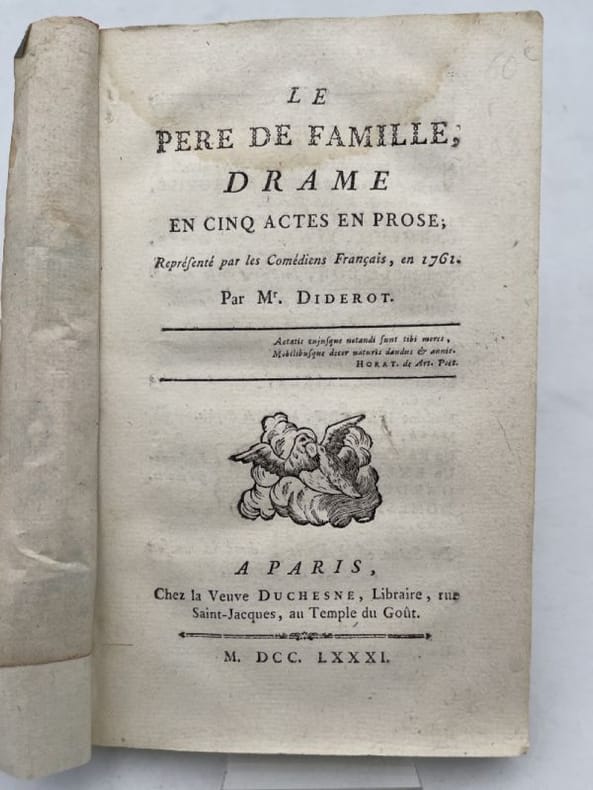 60€
LE
PERE DE FAMILLE,
DRAME
EN CINQ ACTES EN PROSE;
Repréſenté par les Comédiens Français, en 1761.
Par Mr. DIDEROT.
Aetatis cujuſque notandi ſunt tibi mores,
Mobilibuſque decor naturis dandus & annis.
HORAT. de Art. Poët.
A PARIS,
Chez la Veuve DUCHESNE, Libraire, rue
Saint-Jacques, au Temple du Goût.
M. DCC. LXXXI.